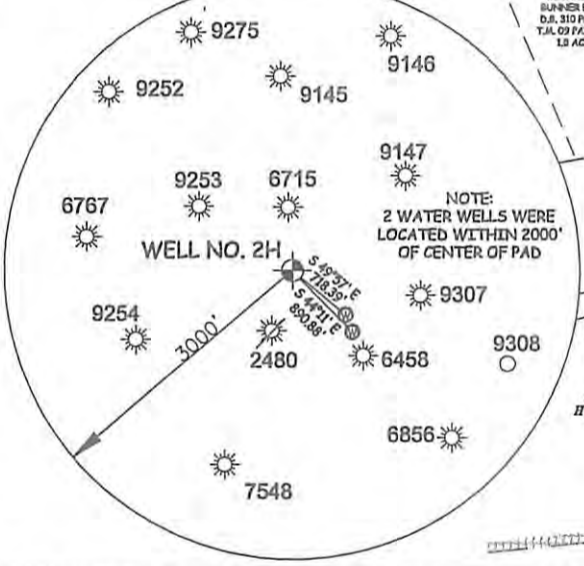 9275
9146
9252
9145
D.B. 310
9147
9253
6715
6767
NOTE:
2 WATER WELLS WERE
LOCATED WITHIN 2000'
OF CENTER OF PAD
WELL NO. 2H
S 49°57' E
718.39'
S 44°11' E
890.88'
W
W
9307
9254
3000'
2480
6458
9308
H
6856
7548